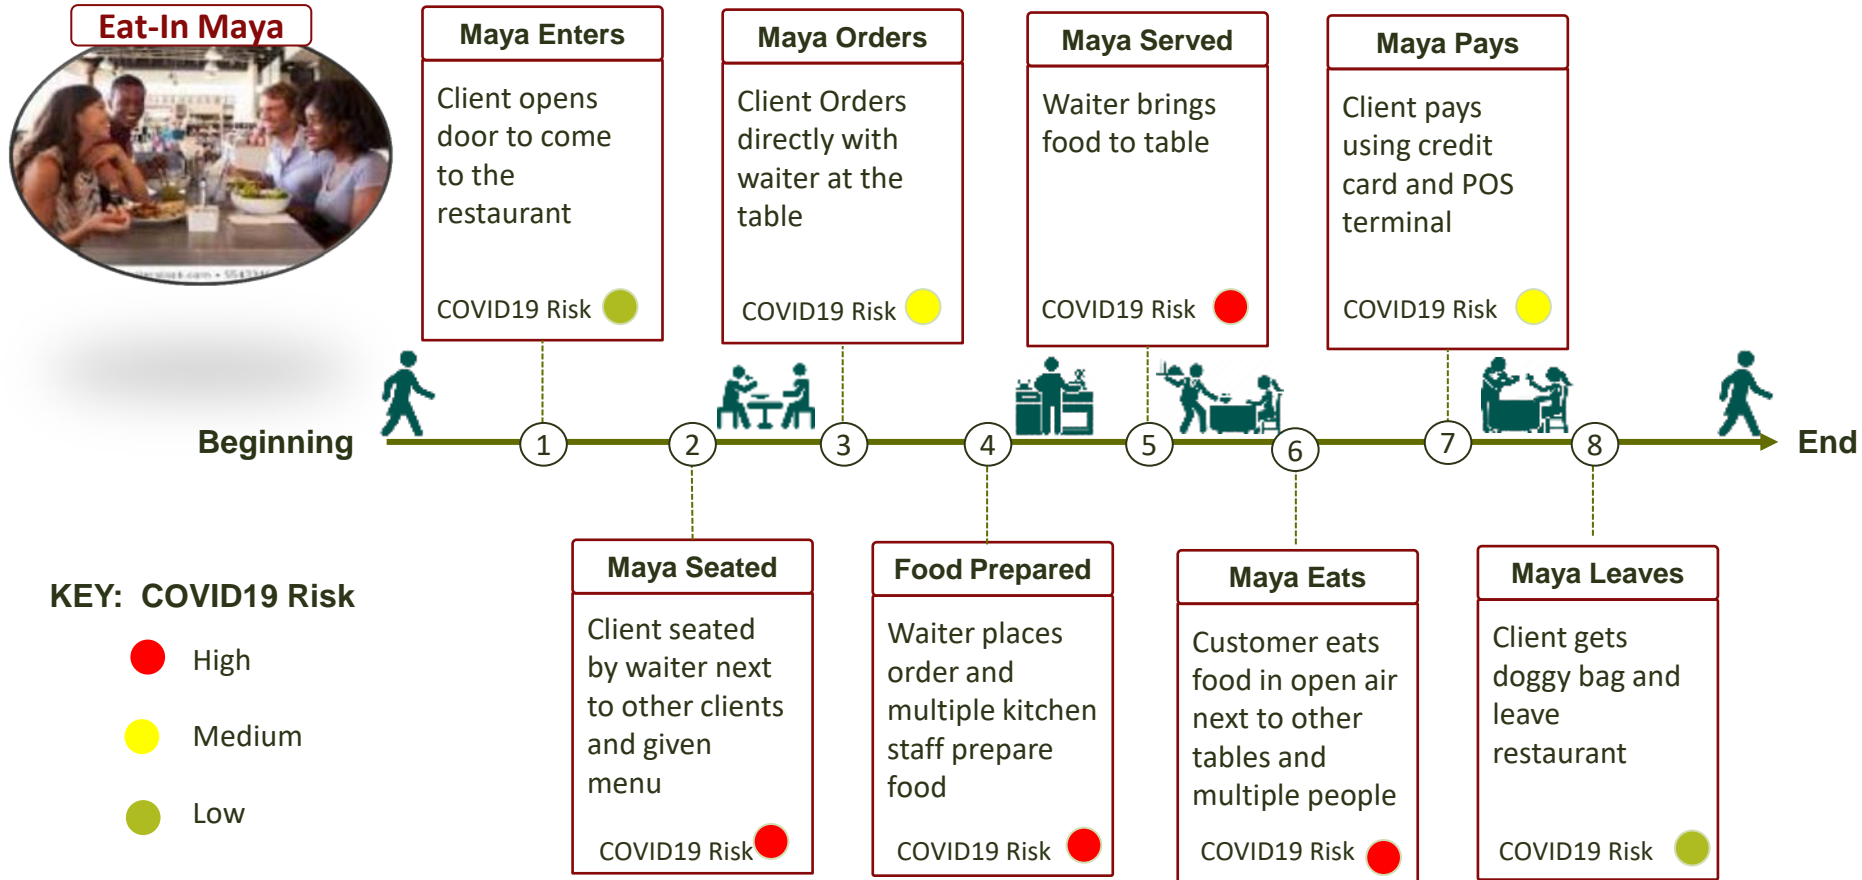 Eat-In Maya
Maya Enters
Client opens
door to come
to the
restaurant
COVID19 Risk
Maya Orders
Client Orders
directly with
waiter at the
table
COVID19 Risk
Maya Served
Waiter brings
food to table
COVID19 Risk
Maya Pays
Client pays
using credit
card and POS
terminal
COVID19 Risk
Beginning
1
2
3
4
5
6
7
8
End
KEY: COVID19 Risk
High
Medium
Low
Maya Seated
Client seated
by waiter next
to other clients
and given
menu
COVID19 Risk
Food Prepared
Waiter places
order and
multiple kitchen
staff prepare
food
COVID19 Risk
Maya Eats
Customer eats
food in open air
next to other
tables and
multiple people
COVID19 Risk
Maya Leaves
Client gets
doggy bag and
leave
restaurant
COVID19 Risk